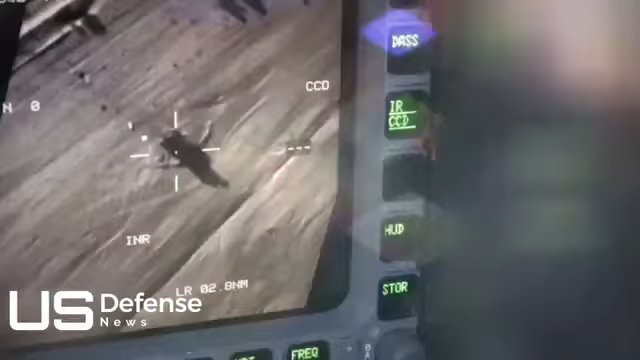 DASS
CCD
IR
CCD
N 0
HUD
INR
STOR
LR 02.8NM
US Defense
News
FREQ